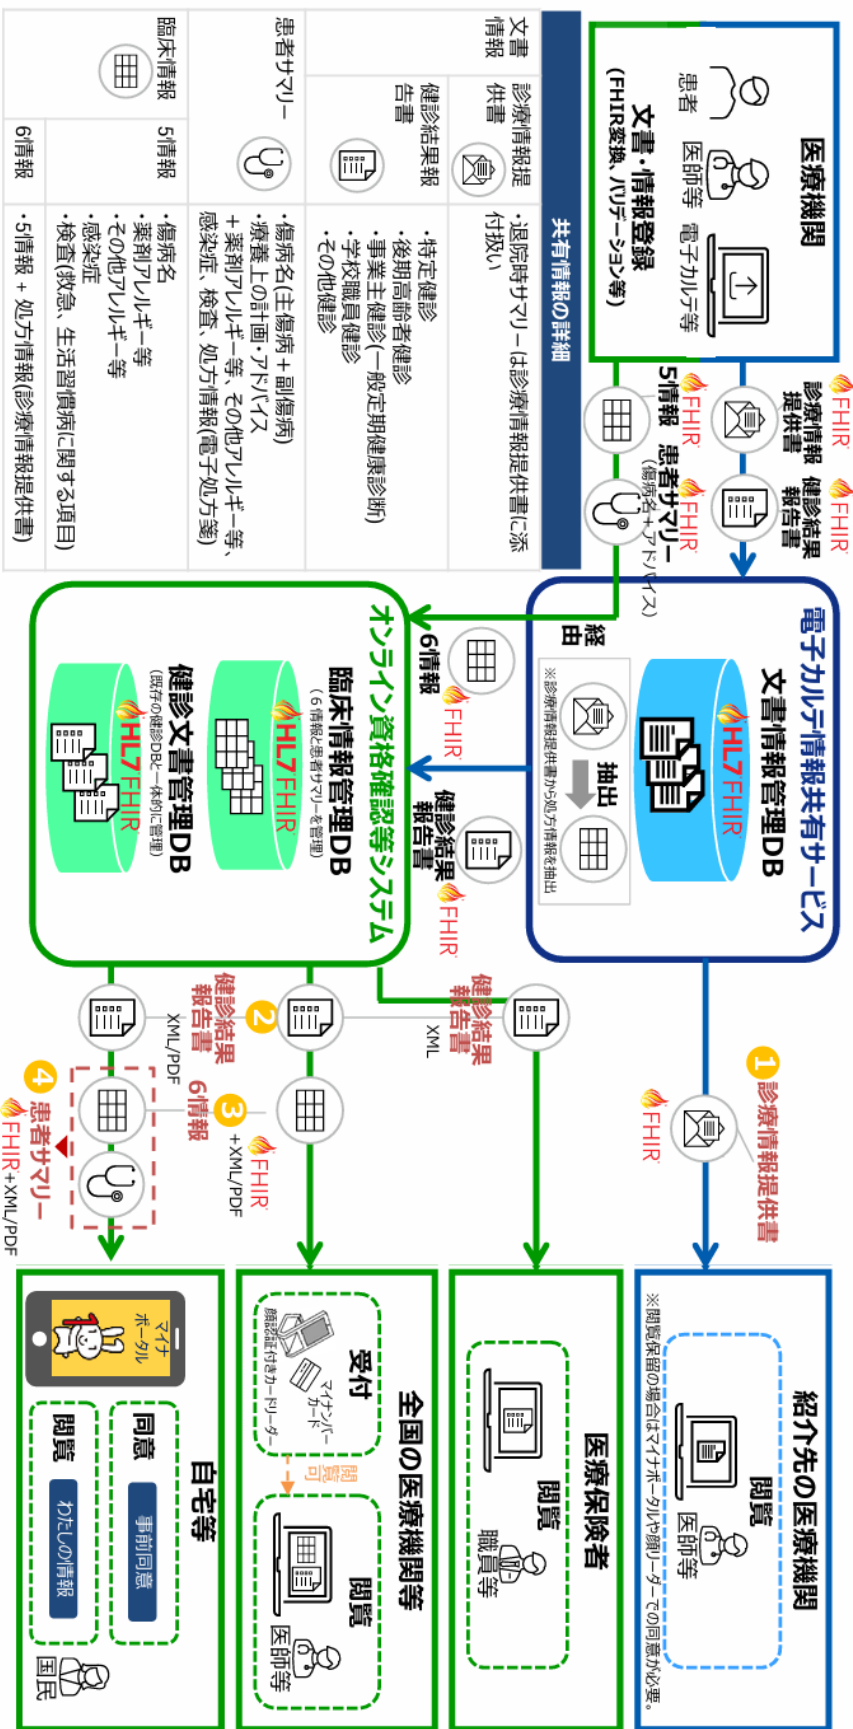 医療機関
患者
医師等
電子カルテ等
文書・情報登録
(FHIR変換、バリデーション等)
FHIR
診療情報
提供書
FHIR
健診結果
報告書
FHIR
5情報
FHIR
患者サマリー
(傷病名+アドバイス)
電子カルテ情報共有サービス
文書情報管理DB
HL7 FHIR
経由
抽出
※診療情報提供書から処方情報を抽出
6情報
FHIR
健診結果
報告書
FHIR
オンライン資格確認等システム
臨床情報管理DB
(6情報と患者サマリーを管理)
HL7 FHIR
健診文書管理DB
(既存の健診DBと一体的に管理)
HL7 FHIR
1
診療情報提供書
FHIR
健診結果
報告書
XML
2
健診結果
報告書
XML/PDF
3
6情報
FHIR
+XML/PDF
4
患者サマリー
FHIR+XML/PDF
紹介先の医療機関
閲覧
医師等
※閲覧保留の場合はマイナポータルや顔リーダーでの同意が必要。
医療保険者
閲覧
職員等
全国の医療機関等
受付
マイナンバー
カード
顔認証付きカードリーダー
閲覧
可
閲覧
医師等
自宅等
マイナ
ポータル
同意
事前同意
閲覧
わたしの情報
国民
共有情報の詳細
文書
情報
診療情報提
供書
・退院時サマリーは診療情報提供書に添
付扱い
健診結果報
告書
・特定健診
・後期高齢者健診
・事業主健診(一般定期健康診断)
・学校職員健診
・その他健診
患者サマリー
・傷病名(主傷病+副傷病)
・療養上の計画・アドバイス
+薬剤アレルギー等、その他アレルギー等、
感染症、検査、処方情報(電子処方箋)
臨床情報
5情報
・傷病名
・薬剤アレルギー等
・その他アレルギー等
・感染症
・検査(救急、生活習慣病に関する項目)
6情報
・5情報+処方情報(診療情報提供書)